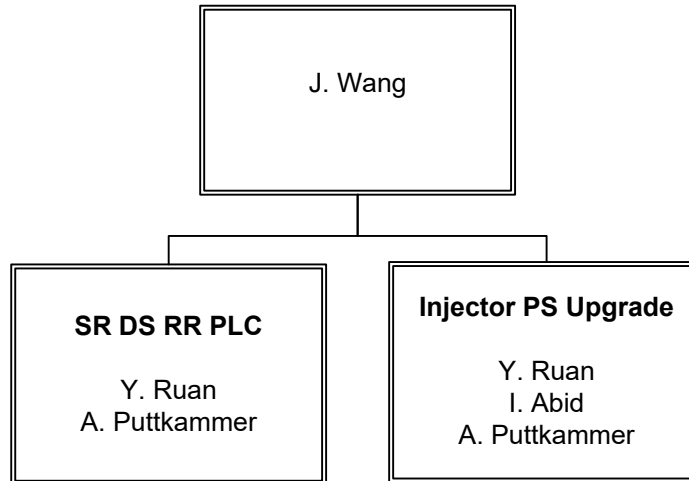 J. Wang
SR DS RR PLC
Y. Ruan
A. Puttkammer
Injector PS Upgrade
Y. Ruan
I. Abid
A. Puttkammer